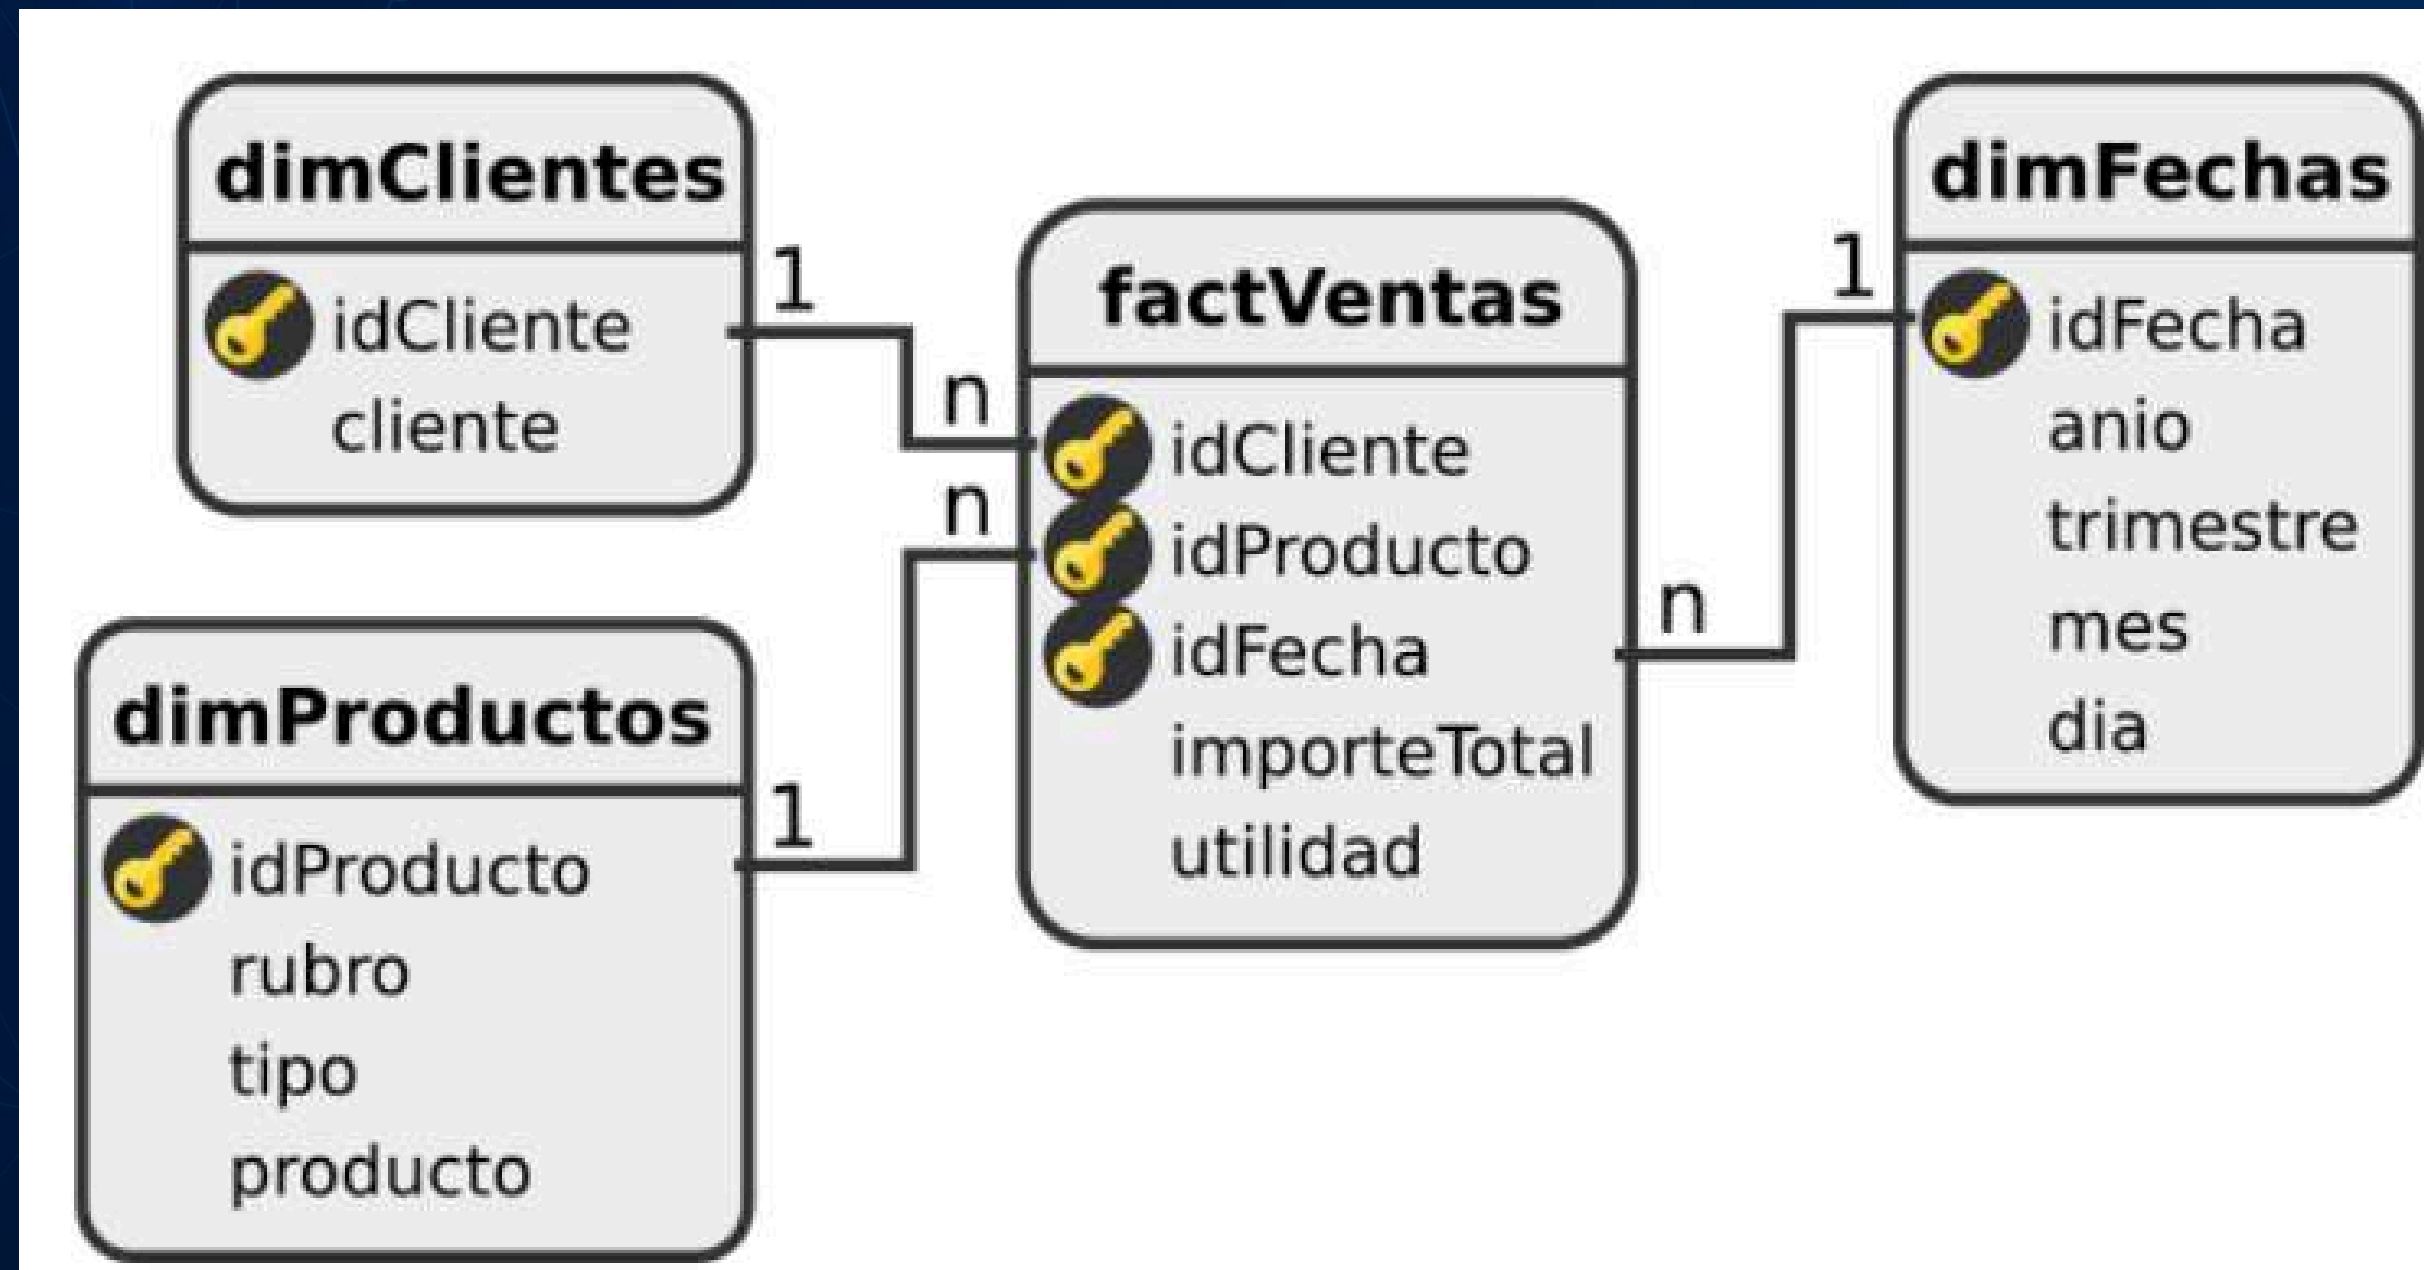 dimClientes
idCliente
cliente
1
n
dimProductos
idProducto
rubro
tipo
producto
1
n
factVentas
idCliente
idProducto
idFecha
importeTotal
utilidad
n
1
dimFechas
idFecha
anio
trimestre
mes
dia